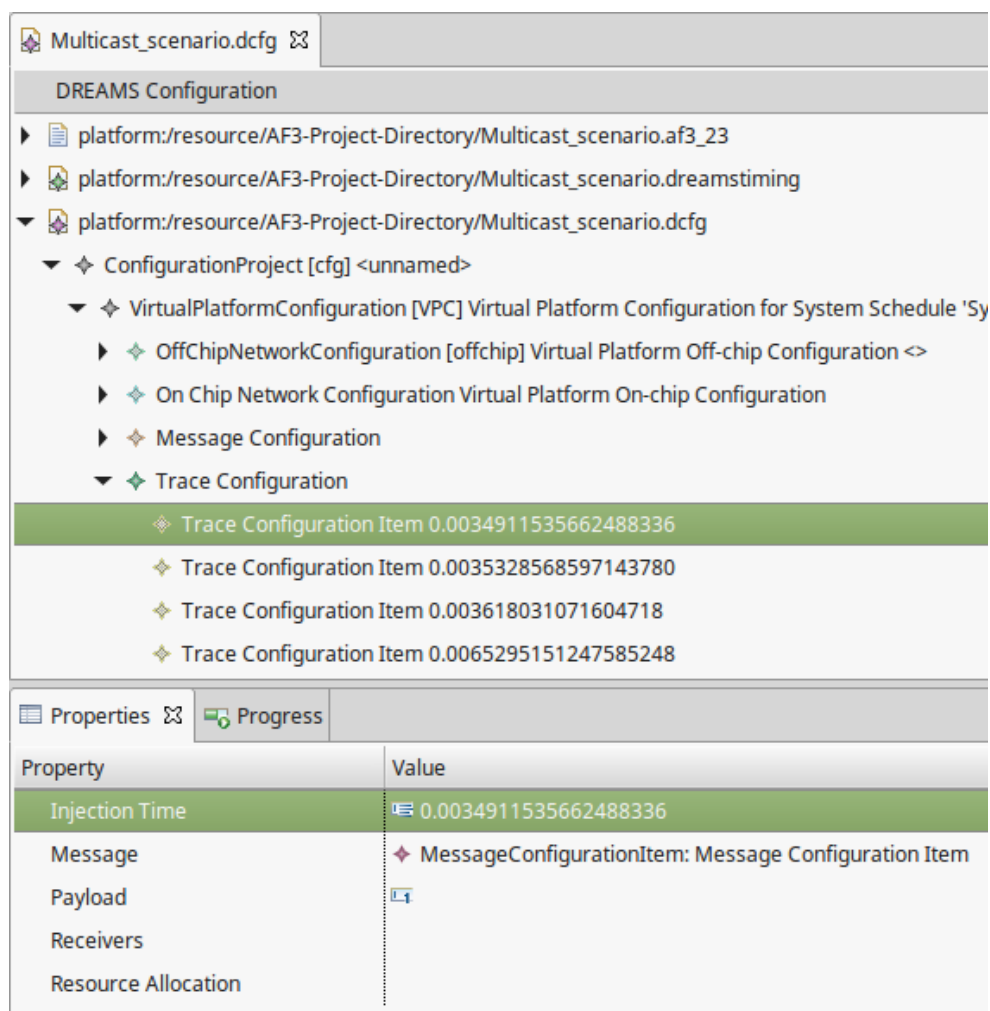 Multicast_scenario.dcfg
DREAMS Configuration
platform:/resource/AF3-Project-Directory/Multicast_scenario.af3_23
platform:/resource/AF3-Project-Directory/Multicast_scenario.dreamstiming
platform:/resource/AF3-Project-Directory/Multicast_scenario.dcfg
ConfigurationProject [cfg] <unnamed>
VirtualPlatformConfiguration [VPC] Virtual Platform Configuration for System Schedule 'Sy
OffChipNetworkConfiguration [offchip] Virtual Platform Off-chip Configuration <>
On Chip Network Configuration Virtual Platform On-chip Configuration
Message Configuration
Trace Configuration
Trace Configuration Item 0.0034911535662488336
Trace Configuration Item 0.0035328568597143780
Trace Configuration Item 0.003618031071604718
Trace Configuration Item 0.0065295151247585248
Properties Progress
Property Value
Injection Time 0.0034911535662488336
Message MessageConfigurationItem: Message Configuration Item
Payload
Receivers
Resource Allocation